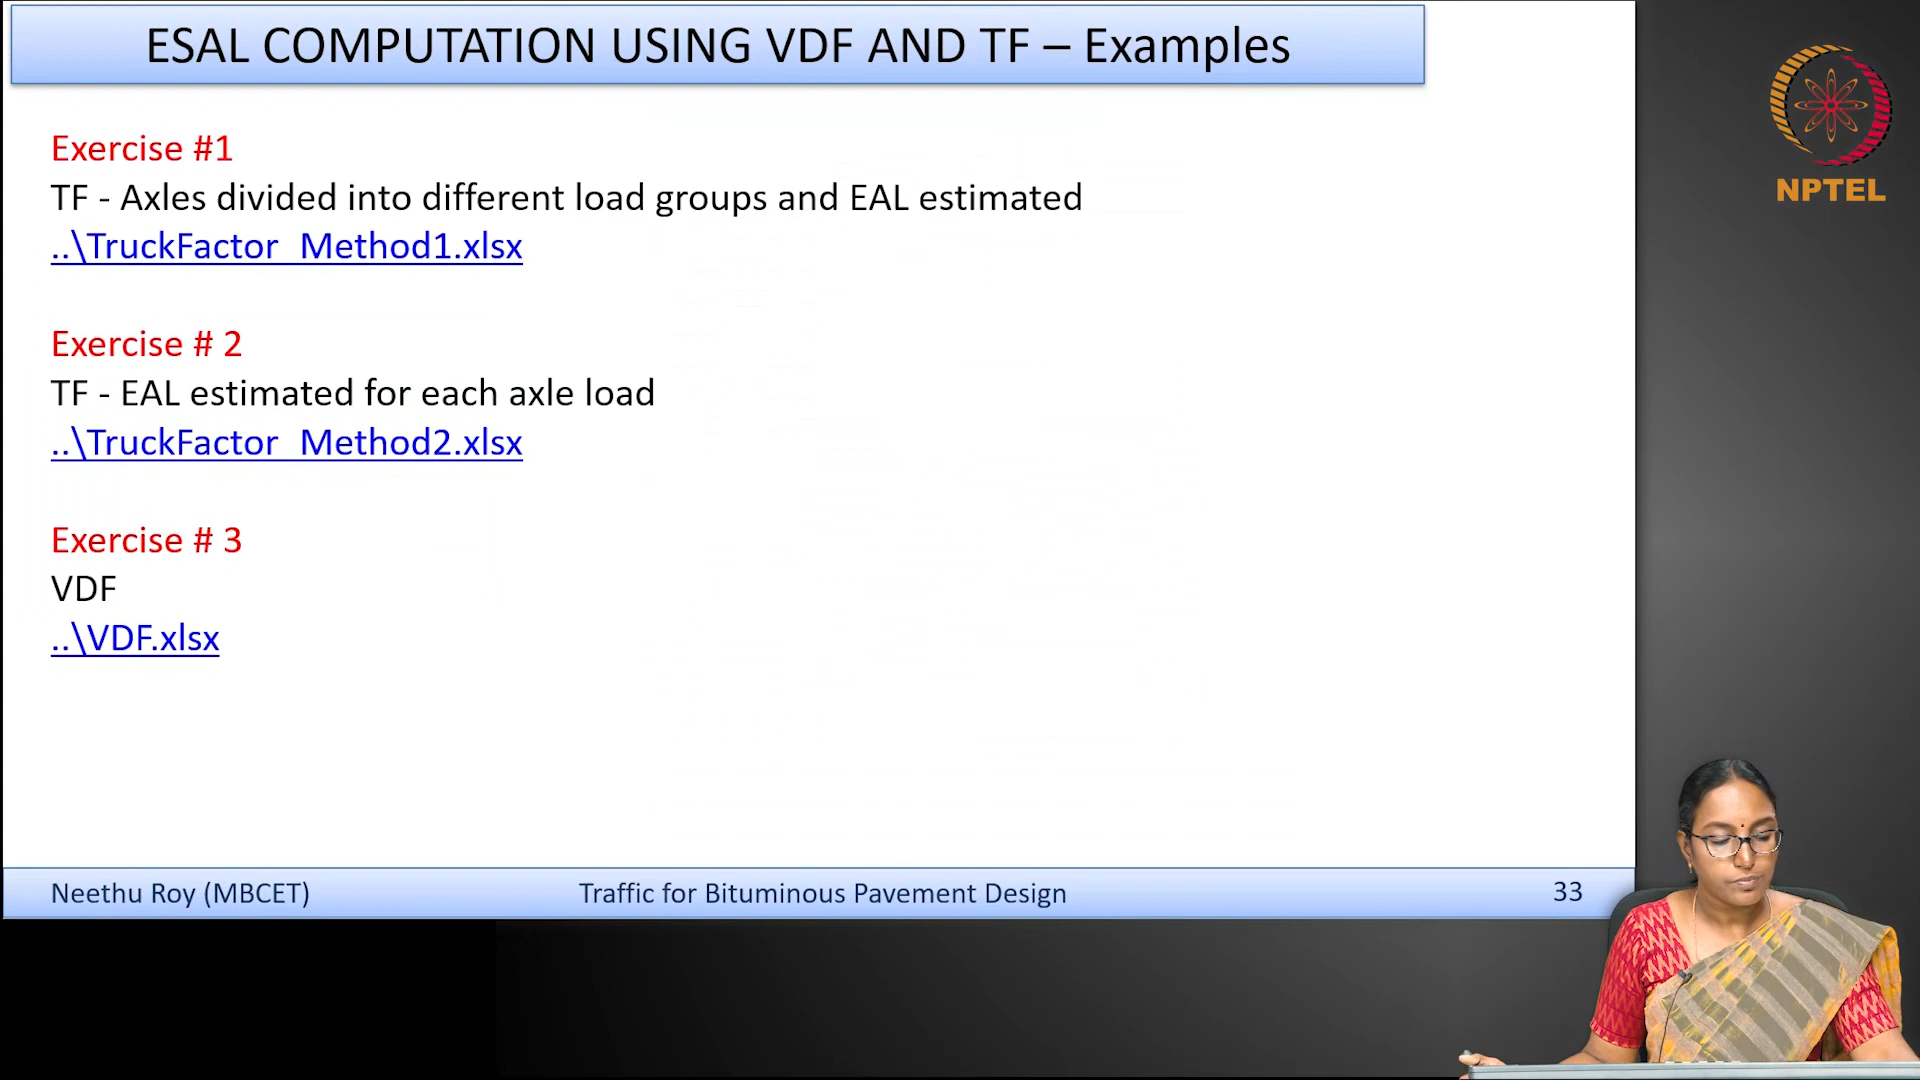 ESAL COMPUTATION USING VDF AND TF – Examples
Exercise #1
TF - Axles divided into different load groups and EAL estimated
..\TruckFactor_Method1.xlsx
Exercise # 2
TF - EAL estimated for each axle load
..\TruckFactor_Method2.xlsx
Exercise # 3
VDF
..\VDF.xlsx
Neethu Roy (MBCET) Traffic for Bituminous Pavement Design 33
NPTEL